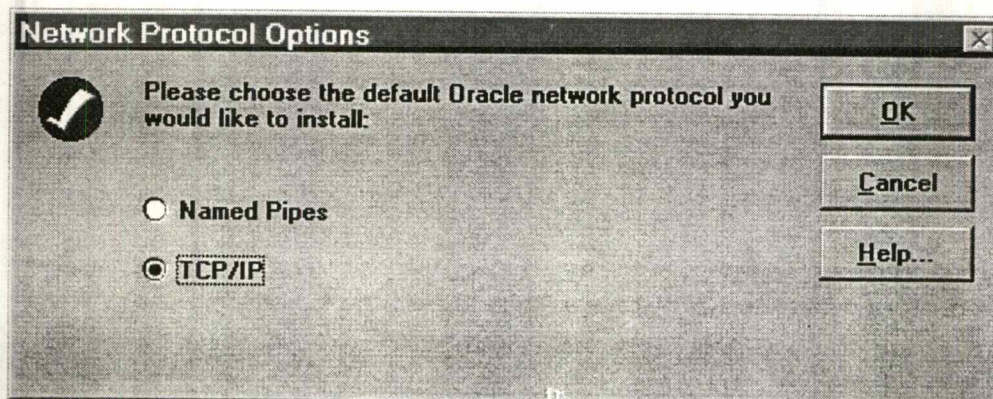 Network Protocol Options
Please choose the default Oracle network protocol you
would like to install:
Named Pipes
TCP/IP
OK
Cancel
Help...